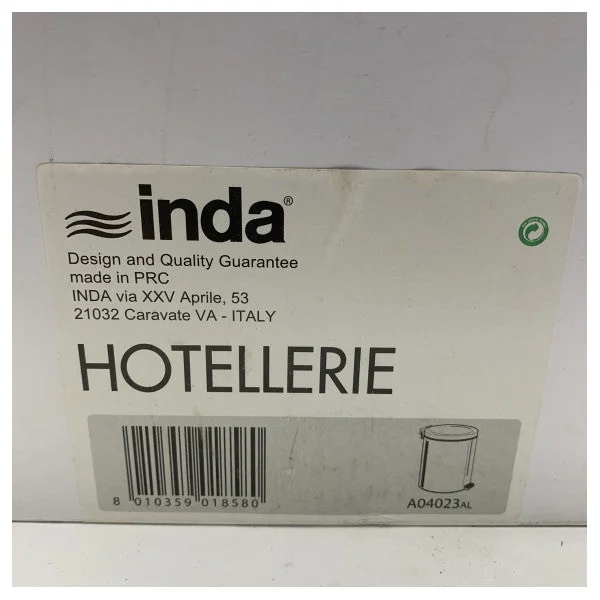 inda®
Design and Quality Guarantee
made in PRC
INDA via XXV Aprile, 53
21032 Caravate VA - ITALY
HOTELLERIE
8 010359 018580
A04023AL